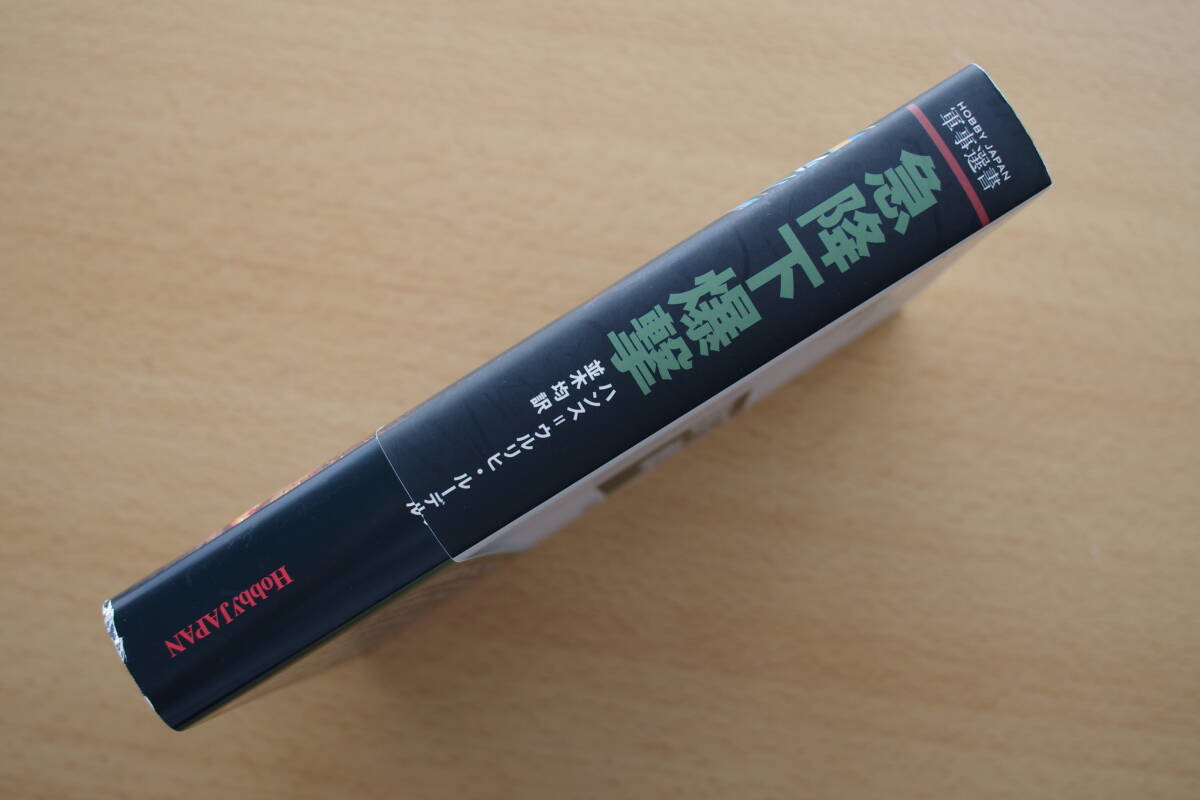 HOBBY JAPAN
軍事選書
急降下爆撃
ハンス=ウルリヒ・ルーデル
並木均訳
HobbyJAPAN